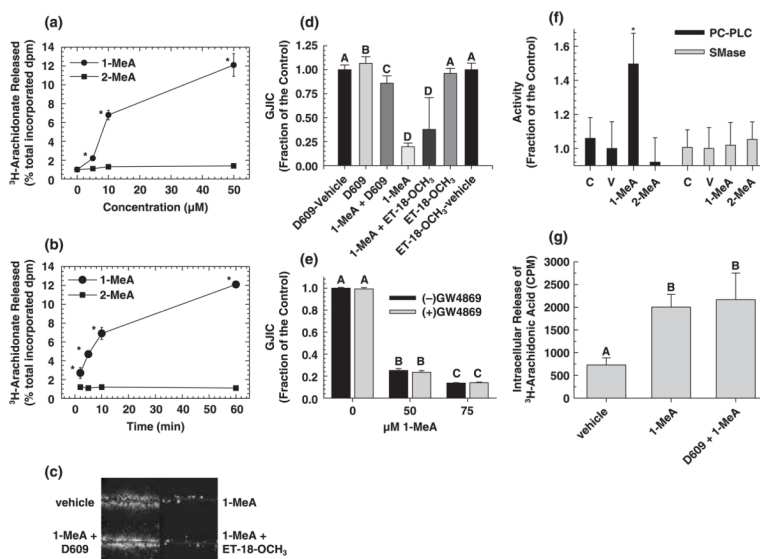 (a)
³H-Arachidonate Released
(% total incorporated dpm)
14
12
10
8
6
4
2
0
1-MeA
2-MeA
*
*
*
0 10 20 30 40 50
Concentration (µM)
(b)
³H-Arachidonate Released
(% total incorporated dpm)
14
12
10
8
6
4
2
0
1-MeA
2-MeA
*
*
*
*
0 10 20 30 40 50 60
Time (min)
(c)
vehicle
1-MeA
1-MeA +
D609
1-MeA +
ET-18-OCH₃
(d)
GJIC
(Fraction of the Control)
1.25
1.00
0.75
0.50
0.25
0.00
A B C D D A A
D609-Vehicle
D609
1-MeA + D609
1-MeA
1-MeA + ET-18-OCH₃
ET-18-OCH₃
ET-18-OCH₃-vehicle
(e)
GJIC
(Fraction of the Control)
1.0
0.8
0.6
0.4
0.2
0.0
A A
B B
C C
(−)GW4869
(+)GW4869
0 50 75
µM 1-MeA
(f)
Activity
(Fraction of the Control)
1.6
1.4
1.2
1.0
*
PC-PLC
SMase
C V 1-MeA 2-MeA C V 1-MeA 2-MeA
(g)
Intracellular Release of
³H-Arachidonic Acid (CPM)
3500
3000
2500
2000
1500
1000
500
0
A B B
vehicle
1-MeA
D609 + 1-MeA